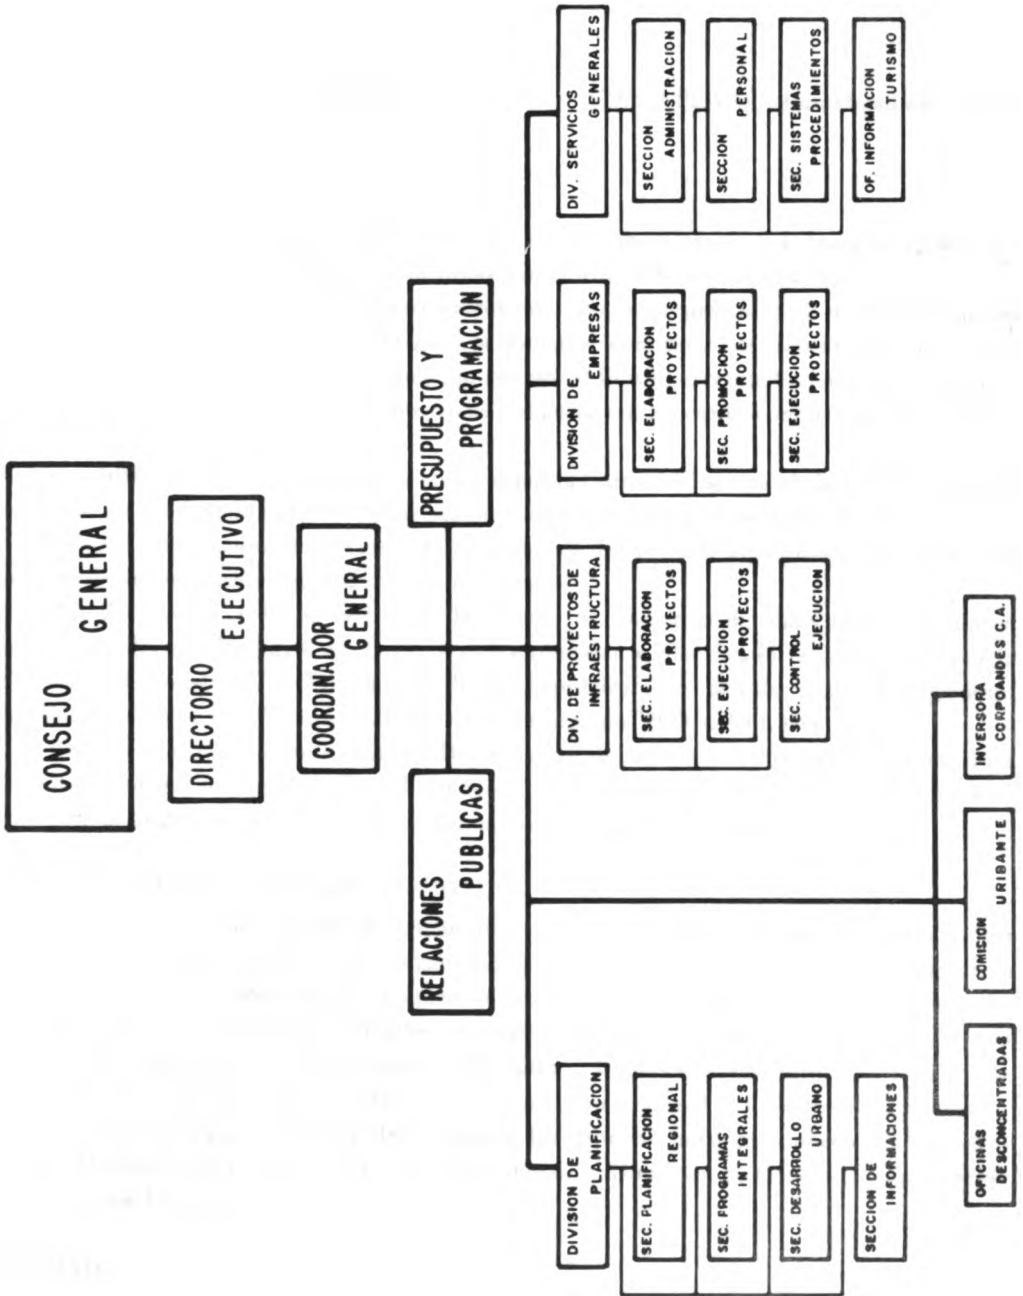 CONSEJO
GENERAL
DIRECTORIO
EJECUTIVO
COORDINADOR
GENERAL
RELACIONES
PUBLICAS
PRESUPUESTO Y
PROGRAMACION
DIVISION DE
PLANIFICACION
SEC. PLANIFICACION
REGIONAL
SEC. PROGRAMAS
INTEGRALES
SEC. DESARROLLO
URBANO
SECCION DE
INFORMACIONES
DIV. DE PROYECTOS DE
INFRAESTRUCTURA
SEC. ELABORACION
PROYECTOS
SEC. EJECUCION
PROYECTOS
SEC. CONTROL
EJECUCION
DIVISION DE
EMPRESAS
SEC. ELABORACION
PROYECTOS
SEC. PROMOCION
PROYECTOS
SEC. EJECUCION
PROYECTOS
DIV. SERVICIOS
GENERALES
SECCION
ADMINISTRACION
SECCION
PERSONAL
SEC. SISTEMAS
PROCEDIMIENTOS
OF. INFORMACION
TURISMO
OFICINAS
DESCONCENTRADAS
COMISION
URIBANTE
INVERSORA
CORPOANDES C.A.